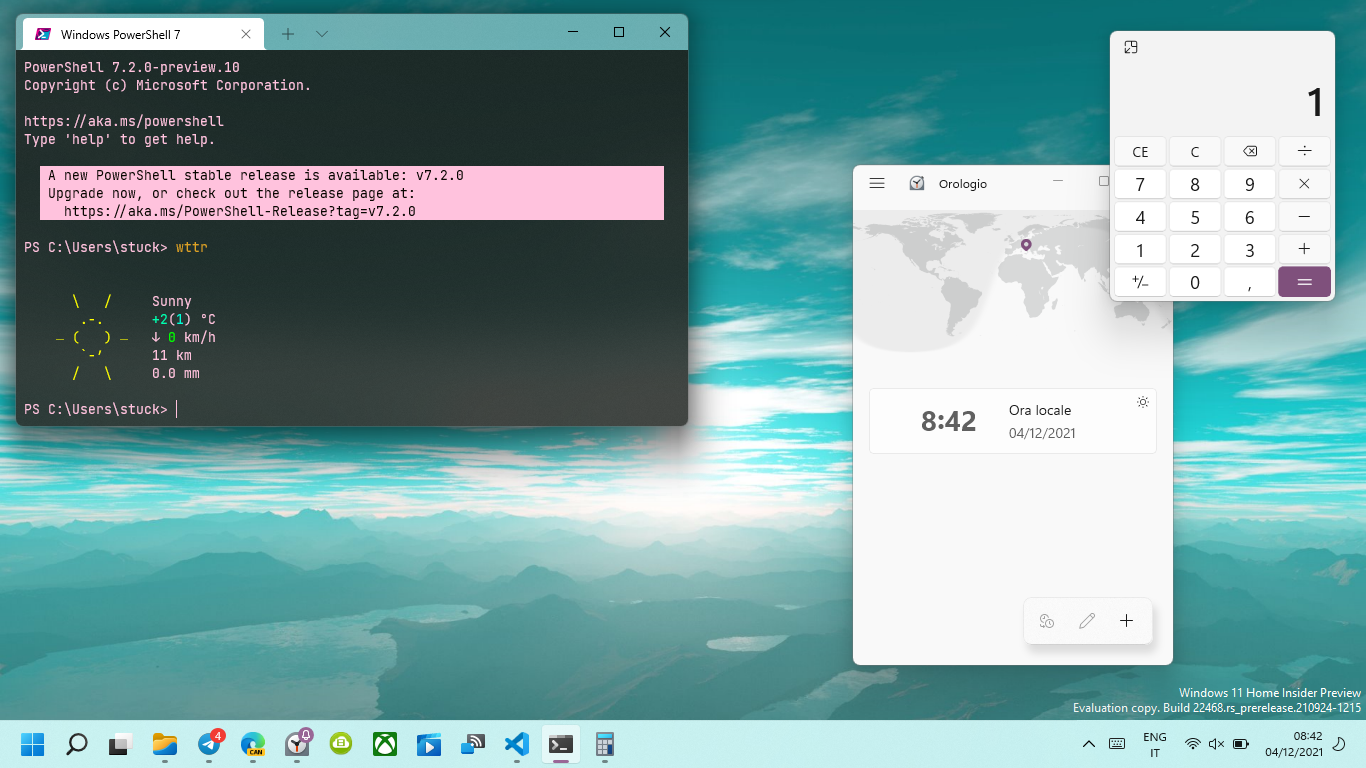 Windows PowerShell 7
PowerShell 7.2.0-preview.10
Copyright (c) Microsoft Corporation.
https://aka.ms/powershell
Type 'help' to get help.
A new PowerShell stable release is available: v7.2.0
Upgrade now, or check out the release page at:
https://aka.ms/PowerShell-Release?tag=v7.2.0
PS C:\Users\stuck> wttr
\   /     Sunny
.-.      +2(1) °C
_ (   ) _   ↓ 0 km/h
`-’      11 km
/   \     0.0 mm
PS C:\Users\stuck>
1
CE C ÷
7 8 9 ×
4 5 6 −
1 2 3 +
+/− 0 , =
Orologio
8:42
Ora locale
04/12/2021
Windows 11 Home Insider Preview
Evaluation copy. Build 22468.rs_prerelease.210924-1215
4
CAN
ENG
IT
08:42
04/12/2021